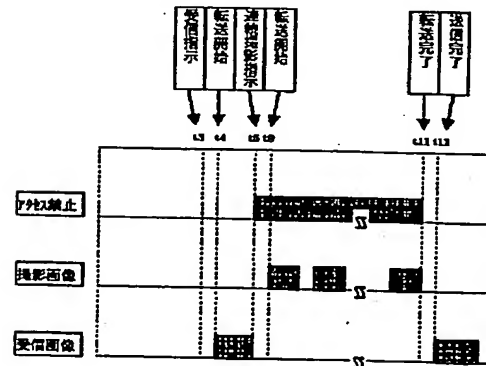 受信指示
転送開始
連続撮影指示
転送開始
転送完了
送信完了
t3
t4
t5
t9
t11
t12
アクセス禁止
撮影画像
受信画像